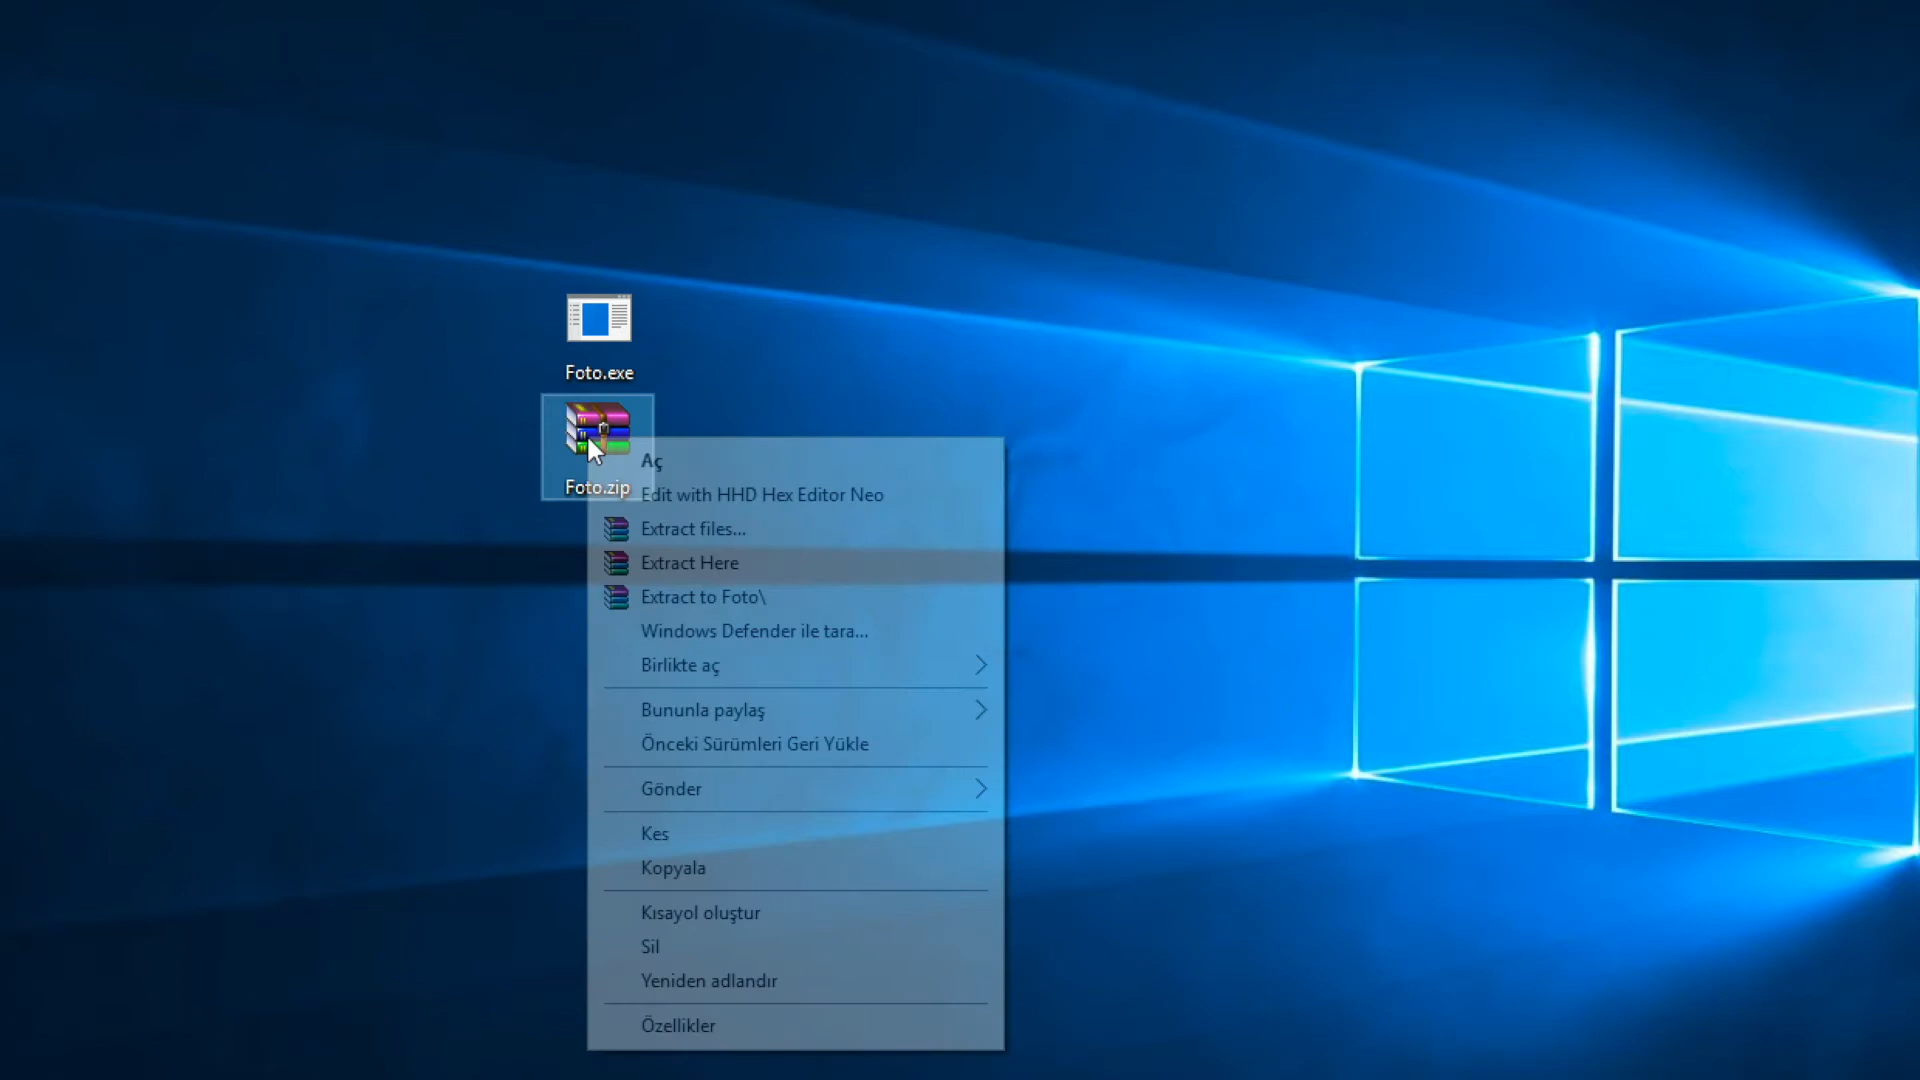 Foto.exe
Foto.zip
Aç
Edit with HHD Hex Editor Neo
Extract files...
Extract Here
Extract to Foto\
Windows Defender ile tara...
Birlikte aç
Bununla paylaş
Önceki Sürümleri Geri Yükle
Gönder
Kes
Kopyala
Kısayol oluştur
Sil
Yeniden adlandır
Özellikler